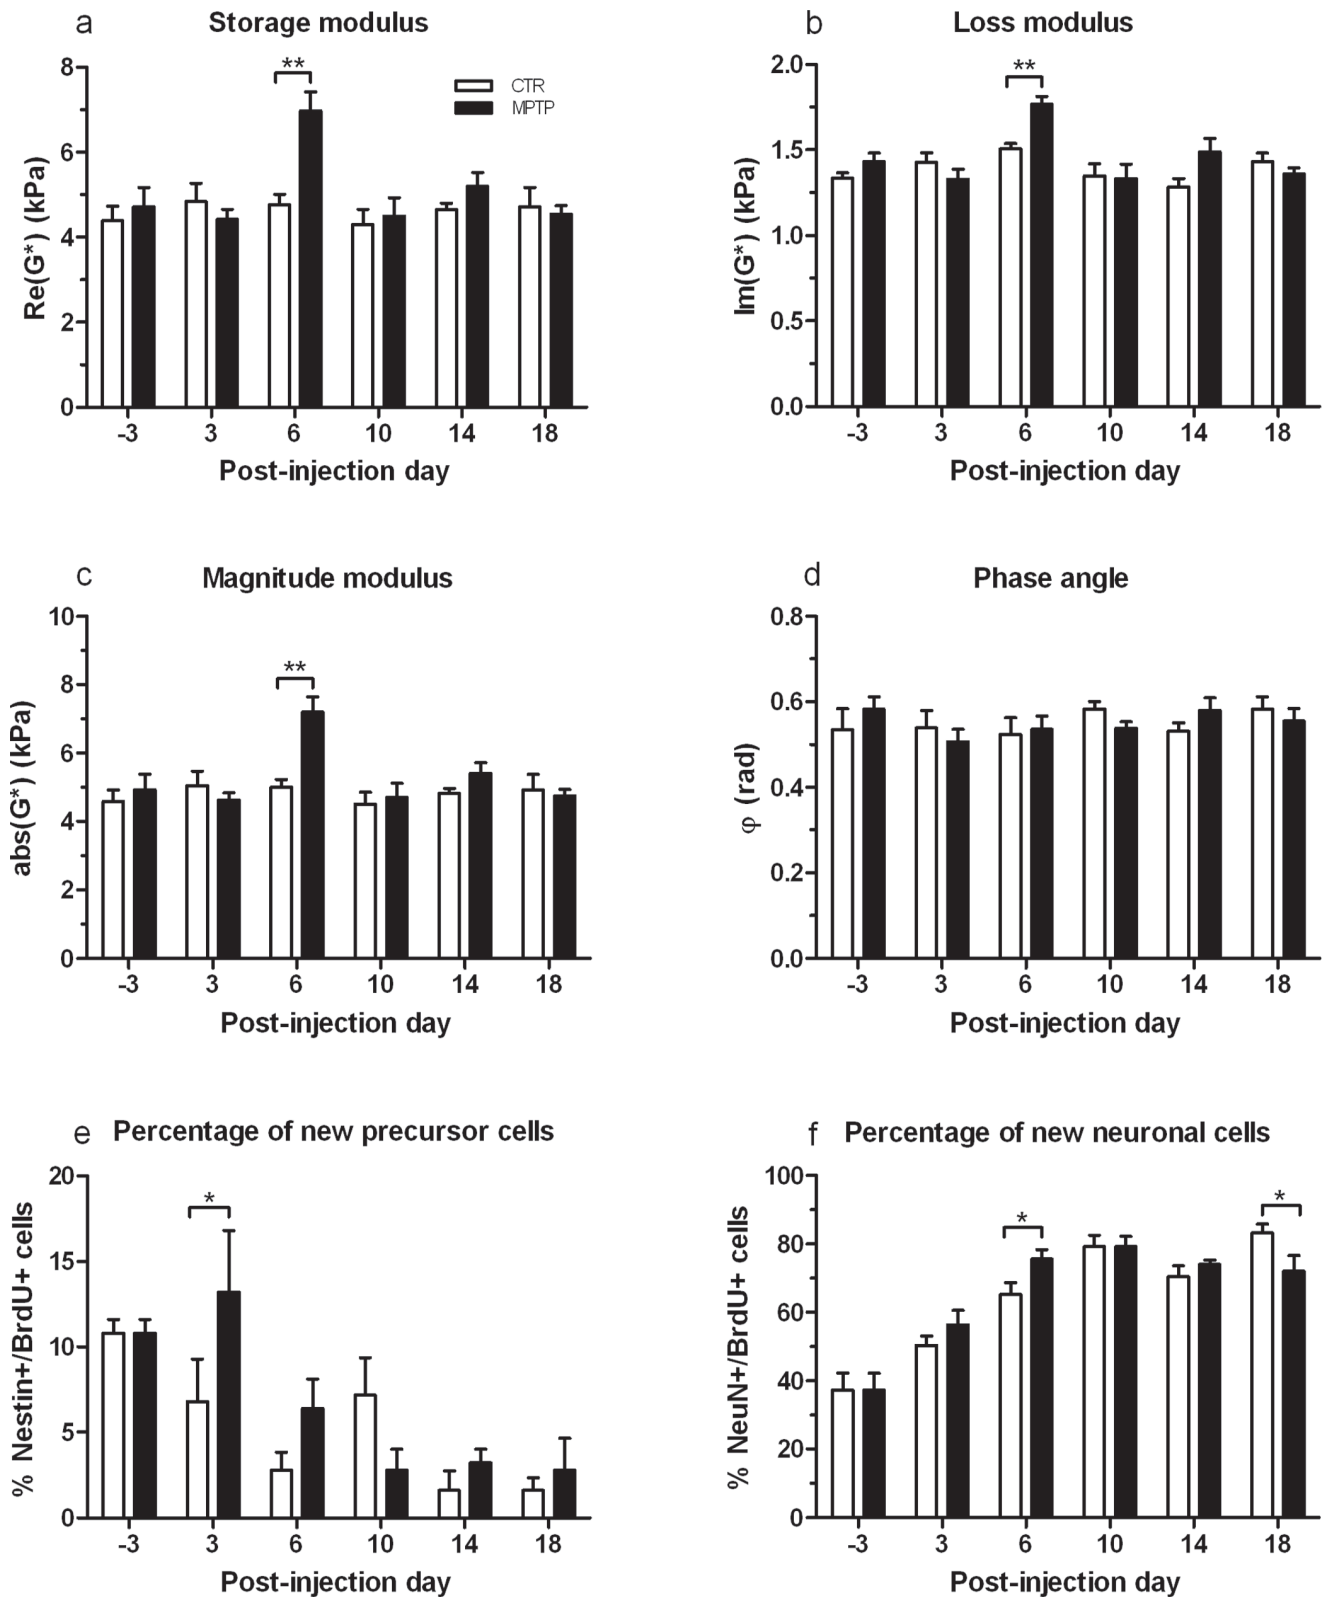 a Storage modulus
**
CTR
MPTP
8
6
4
2
0
Re(G*) (kPa)
-3 3 6 10 14 18
Post-injection day
b Loss modulus
**
2.0
1.5
1.0
0.5
0.0
Im(G*) (kPa)
-3 3 6 10 14 18
Post-injection day
c Magnitude modulus
**
10
8
6
4
2
0
abs(G*) (kPa)
-3 3 6 10 14 18
Post-injection day
d Phase angle
0.8
0.6
0.4
0.2
0.0
φ (rad)
-3 3 6 10 14 18
Post-injection day
e Percentage of new precursor cells
*
20
15
10
5
0
% Nestin+/BrdU+ cells
-3 3 6 10 14 18
Post-injection day
f Percentage of new neuronal cells
*
*
100
80
60
40
20
0
% NeuN+/BrdU+ cells
-3 3 6 10 14 18
Post-injection day